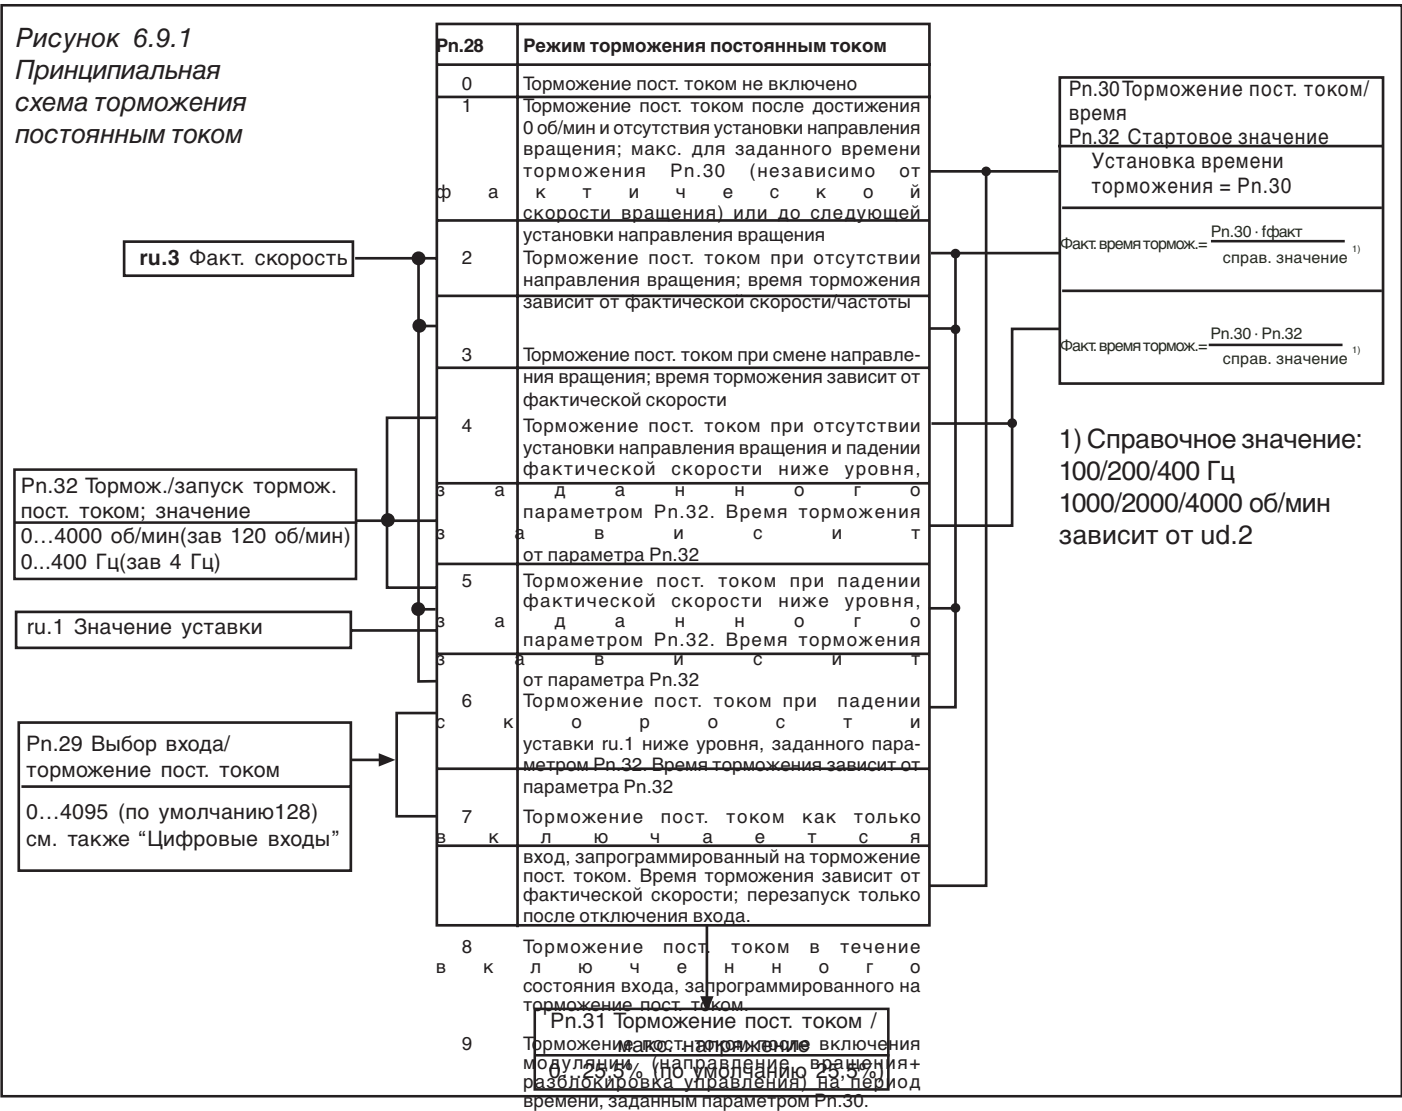 Рисунок 6.9.1
Принципиальная
схема торможения
постоянным током
Pn.28 Режим торможения постоянным током
0 Торможение пост. током не включено
1 Торможение пост. током после достижения
0 об/мин и отсутствия установки направления
вращения; макс. для заданного времени
торможения Pn.30 (независимо от
фактической
скорости вращения) или до следующей
установки направления вращения
2 Торможение пост. током при отсутствии
направления вращения; время торможения
зависит от фактической скорости/частоты
3 Торможение пост. током при смене направле-
ния вращения; время торможения зависит от
фактической скорости
4 Торможение пост. током при отсутствии
установки направления вращения и падении
фактической скорости ниже уровня,
заданного
параметром Pn.32. Время торможения
зависит
от параметра Pn.32
5 Торможение пост. током при падении
фактической скорости ниже уровня,
заданного
параметром Pn.32. Время торможения
зависит
от параметра Pn.32
6 Торможение пост. током при падении
скорости
уставки ru.1 ниже уровня, заданного пара-
метром Pn.32. Время торможения зависит от
параметра Pn.32
7 Торможение пост. током как только
включается
вход, запрограммированный на торможение
пост. током. Время торможения зависит от
фактической скорости; перезапуск только
после отключения входа.
8 Торможение пост. током в течение
включенного
состояния входа, запрограммированного на
торможение пост. током.
9 Торможение пост. током после включения
модуляции (направление вращения+
разблокировка управления) на период
времени, заданным параметром Pn.30.
ru.3 Факт. скорость
Pn.32 Тормож./запуск тормож.
пост. током; значение
0...4000 об/мин(зав 120 об/мин)
0...400 Гц(зав 4 Гц)
ru.1 Значение уставки
Pn.29 Выбор входа/
торможение пост. током
0...4095 (по умолчанию128)
см. также “Цифровые входы”
Pn.31 Торможение пост. током /
макс. напряжение
0...25,5% (по умолчанию 25,5%)
Pn.30 Торможение пост. током/
время
Pn.32 Стартовое значение
Установка времени
торможения = Pn.30
Факт. время тормож.= Pn.30 · fфакт
справ. значение 1)
Факт. время тормож.= Pn.30 · Pn.32
справ. значение 1)
1) Справочное значение:
100/200/400 Гц
1000/2000/4000 об/мин
зависит от ud.2